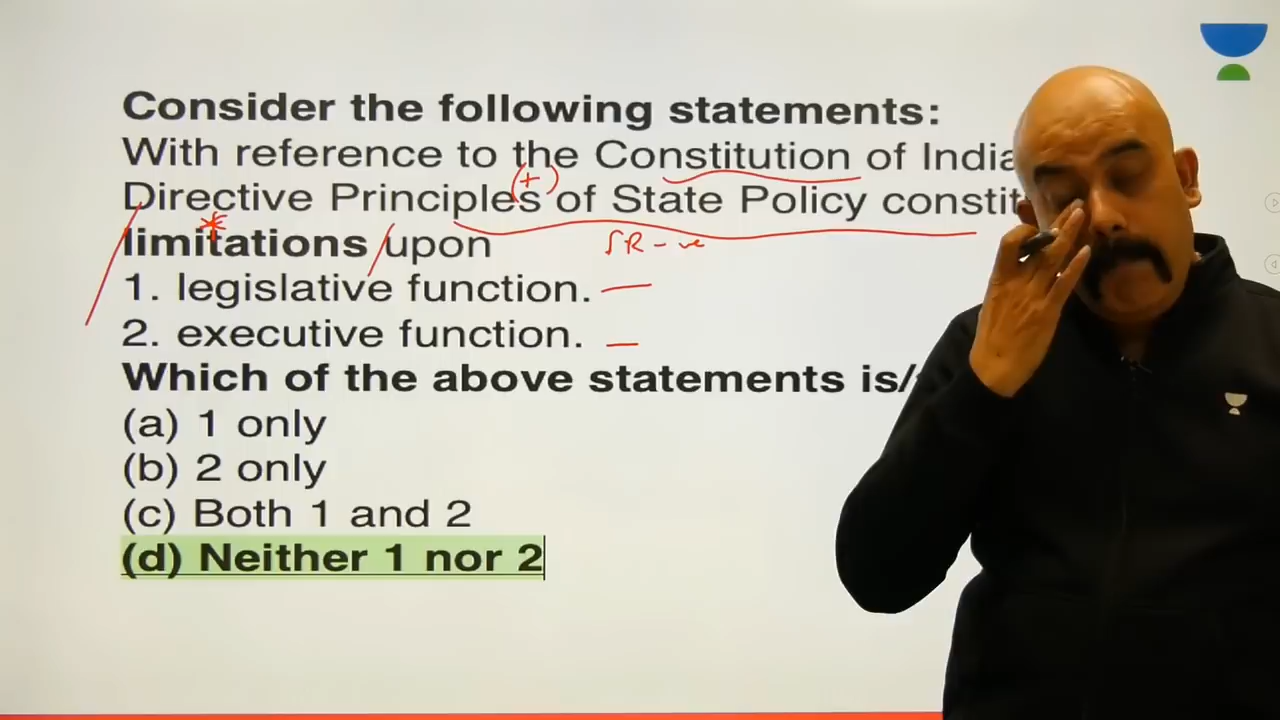 Consider the following statements:
With reference to the Constitution of India
(+)
Directive Principles of State Policy
*
limitations upon
FR - ve
1. legislative function.
2. executive function.
Which of the above statements is/
(a) 1 only
(b) 2 only
(c) Both 1 and 2
(d) Neither 1 nor 2